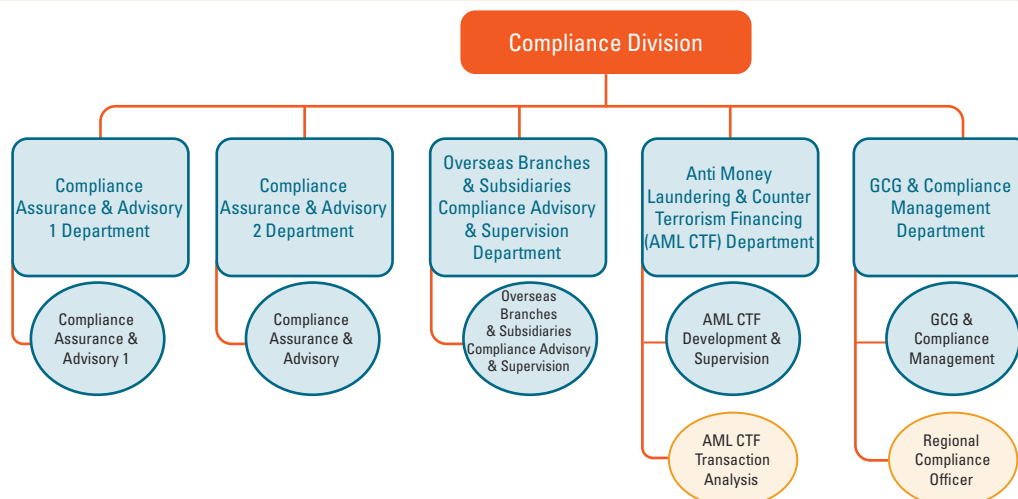 Compliance Division
Compliance
Assurance & Advisory
1 Department
Compliance
Assurance & Advisory
2 Department
Overseas Branches
& Subsidiaries
Compliance Advisory
& Supervision
Department
Anti Money
Laundering & Counter
Terrorism Financing
(AML CTF) Department
GCG & Compliance
Management
Department
Compliance
Assurance &
Advisory 1
Compliance
Assurance &
Advisory
Overseas
Branches
& Subsidiaries
Compliance Advisory
& Supervision
AML CTF
Development &
Supervision
GCG &
Compliance
Management
AML CTF
Transaction
Analysis
Regional
Compliance
Officer